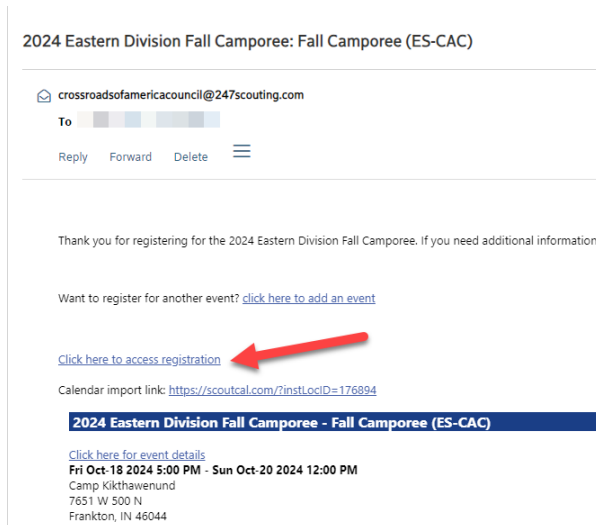 2024 Eastern Division Fall Camporee: Fall Camporee (ES-CAC)
crossroadsofamericacouncil@247scouting.com
To
Reply Forward Delete
Thank you for registering for the 2024 Eastern Division Fall Camporee. If you need additional information
Want to register for another event? click here to add an event
Click here to access registration
Calendar import link: https://scoutcal.com/?instLocID=176894
2024 Eastern Division Fall Camporee - Fall Camporee (ES-CAC)
Click here for event details
Fri Oct-18 2024 5:00 PM - Sun Oct-20 2024 12:00 PM
Camp Kikthawenund
7651 W 500 N
Frankton, IN 46044